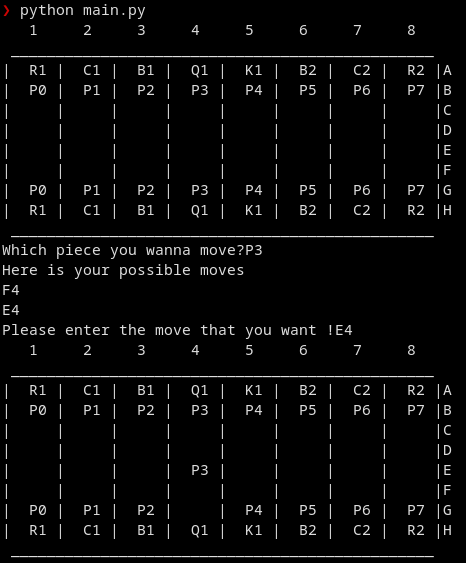 ❯ python main.py
   1     2     3     4     5     6     7     8
 _______________________________________________
|  R1 |  C1 |  B1 |  Q1 |  K1 |  B2 |  C2 |  R2 |A
|  P0 |  P1 |  P2 |  P3 |  P4 |  P5 |  P6 |  P7 |B
|     |     |     |     |     |     |     |     |C
|     |     |     |     |     |     |     |     |D
|     |     |     |     |     |     |     |     |E
|     |     |     |     |     |     |     |     |F
|  P0 |  P1 |  P2 |  P3 |  P4 |  P5 |  P6 |  P7 |G
|  R1 |  C1 |  B1 |  Q1 |  K1 |  B2 |  C2 |  R2 |H
 _______________________________________________
Which piece you wanna move?P3
Here is your possible moves
F4
E4
Please enter the move that you want !E4
   1     2     3     4     5     6     7     8
 _______________________________________________
|  R1 |  C1 |  B1 |  Q1 |  K1 |  B2 |  C2 |  R2 |A
|  P0 |  P1 |  P2 |  P3 |  P4 |  P5 |  P6 |  P7 |B
|     |     |     |     |     |     |     |     |C
|     |     |     |     |     |     |     |     |D
|     |     |     |  P3 |     |     |     |     |E
|     |     |     |     |     |     |     |     |F
|  P0 |  P1 |  P2 |     |  P4 |  P5 |  P6 |  P7 |G
|  R1 |  C1 |  B1 |  Q1 |  K1 |  B2 |  C2 |  R2 |H
 _______________________________________________